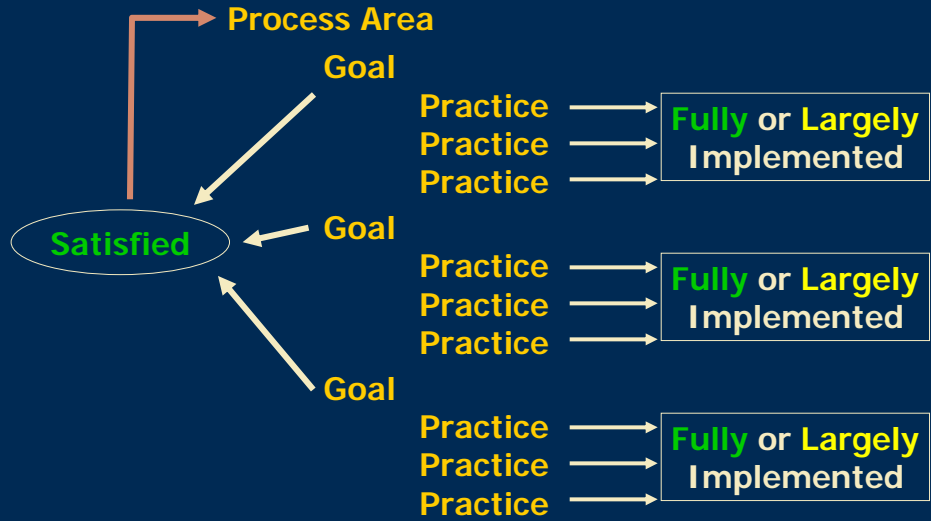 Process Area
Goal
Practice
Practice
Practice
Fully or Largely
Implemented
Satisfied
Goal
Practice
Practice
Practice
Fully or Largely
Implemented
Goal
Practice
Practice
Practice
Fully or Largely
Implemented